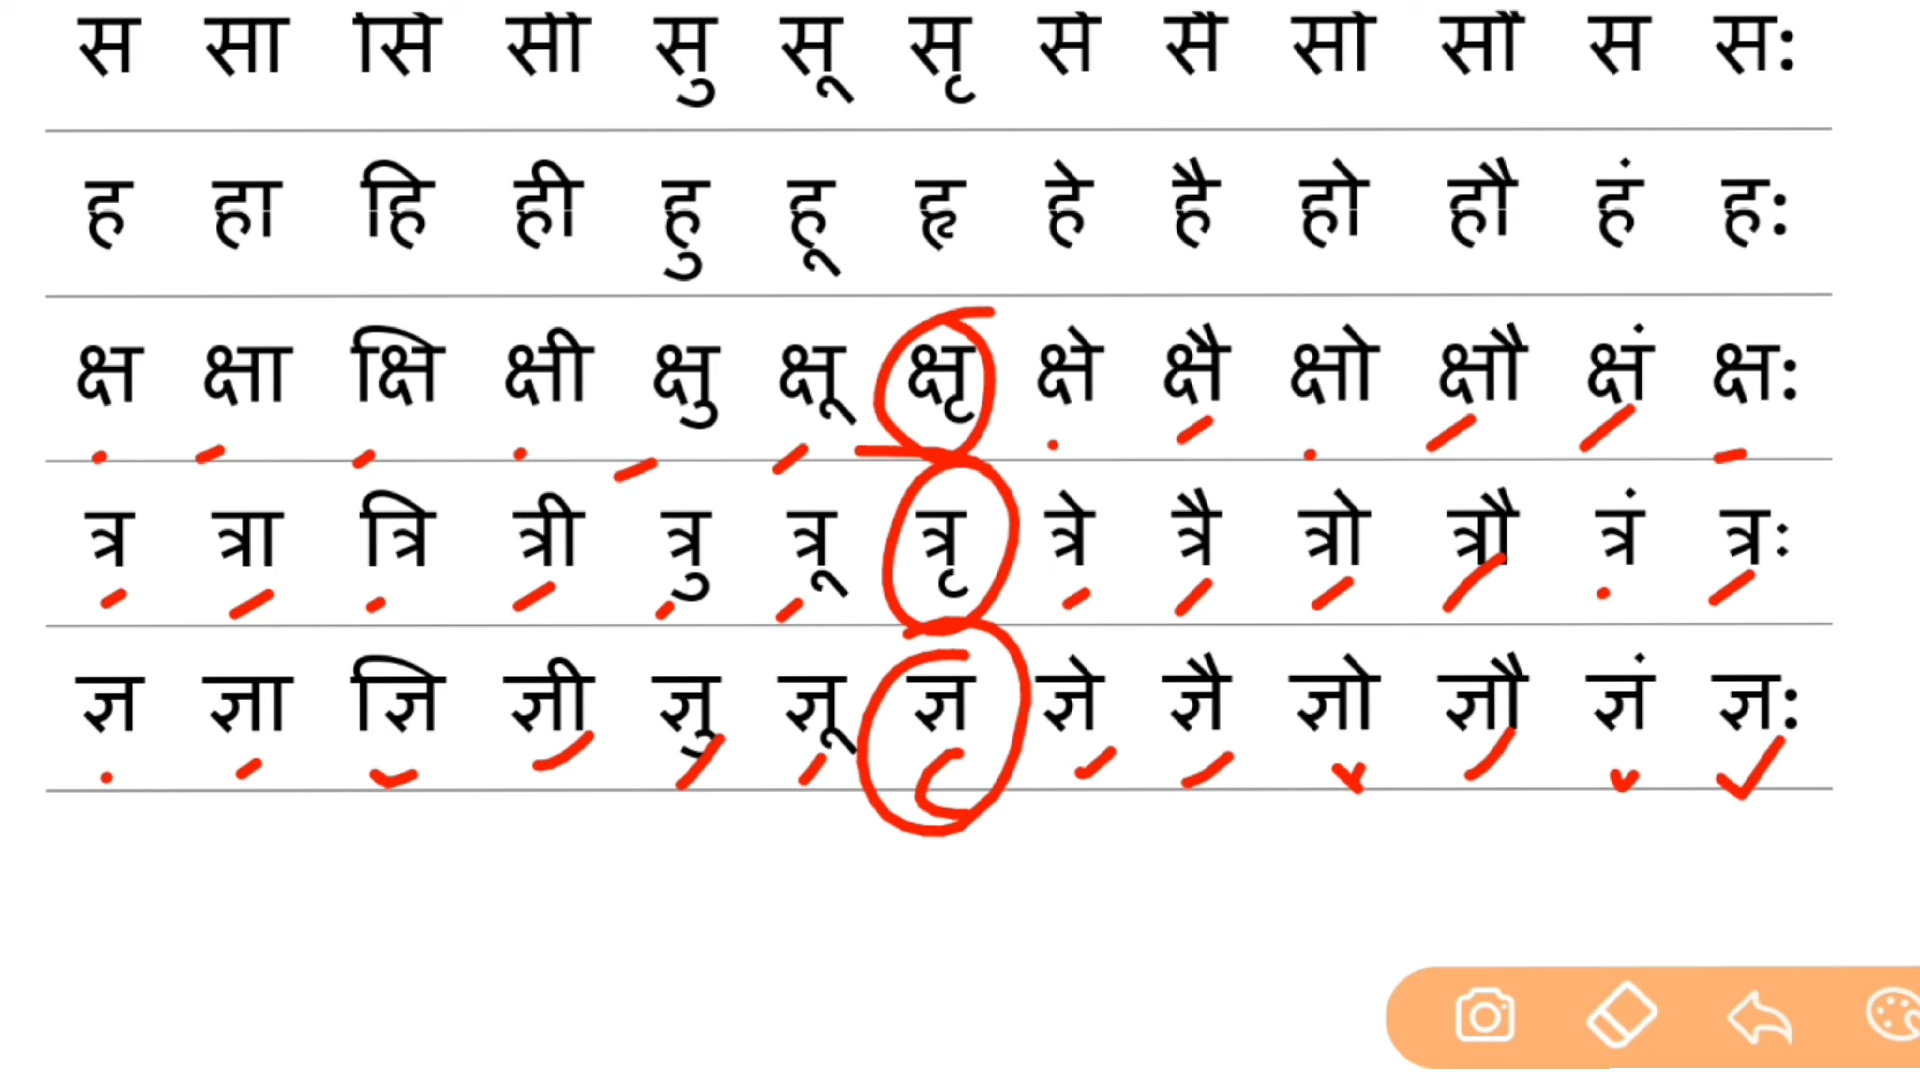 स सा सि सी सु सू सृ से सै सो सौ सं सः
ह हा हि ही हु हू हृ हे है हो हौ हं हः
क्ष क्षा क्षि क्षी क्षु क्षू क्षृ क्षे क्षै क्षो क्षौ क्षं क्षः
त्र त्रा त्रि त्री त्रु त्रू त्रृ त्रे त्रै त्रो त्रौ त्रं त्रः
ज्ञ ज्ञा ज्ञि ज्ञी ज्ञु ज्ञू ज्ञृ ज्ञे ज्ञै ज्ञो ज्ञौ ज्ञं ज्ञः